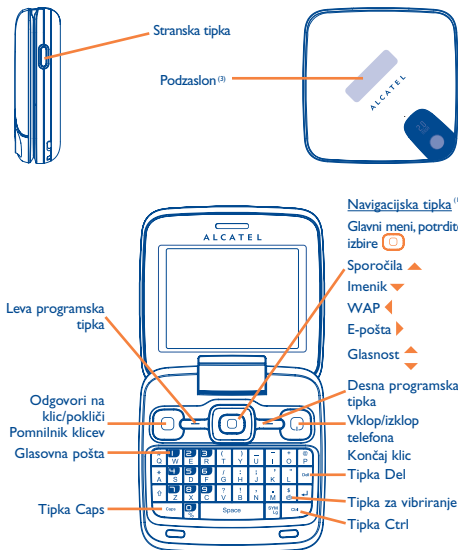 Stranska tipka
Podzaslon (3)
ALCATEL
Navigacijska tipka
Glavni meni, potrdite
izbire
Sporočila
Imenik
WAP
E-pošta
Glasnost
ALCATEL
Leva programska
tipka
Desna programska
tipka
Odgovori na
klic/pokliči
Pomnilnik klicev
Vklop/izklop
telefona
Končaj klic
Glasovna pošta
Tipka Del
Tipka za vibriranje
Tipka Caps
Tipka Ctrl
Q W E R T Y U I O P
A S D F G H J K L Del
Z X C V B N M
Caps Space SYM Ctrl